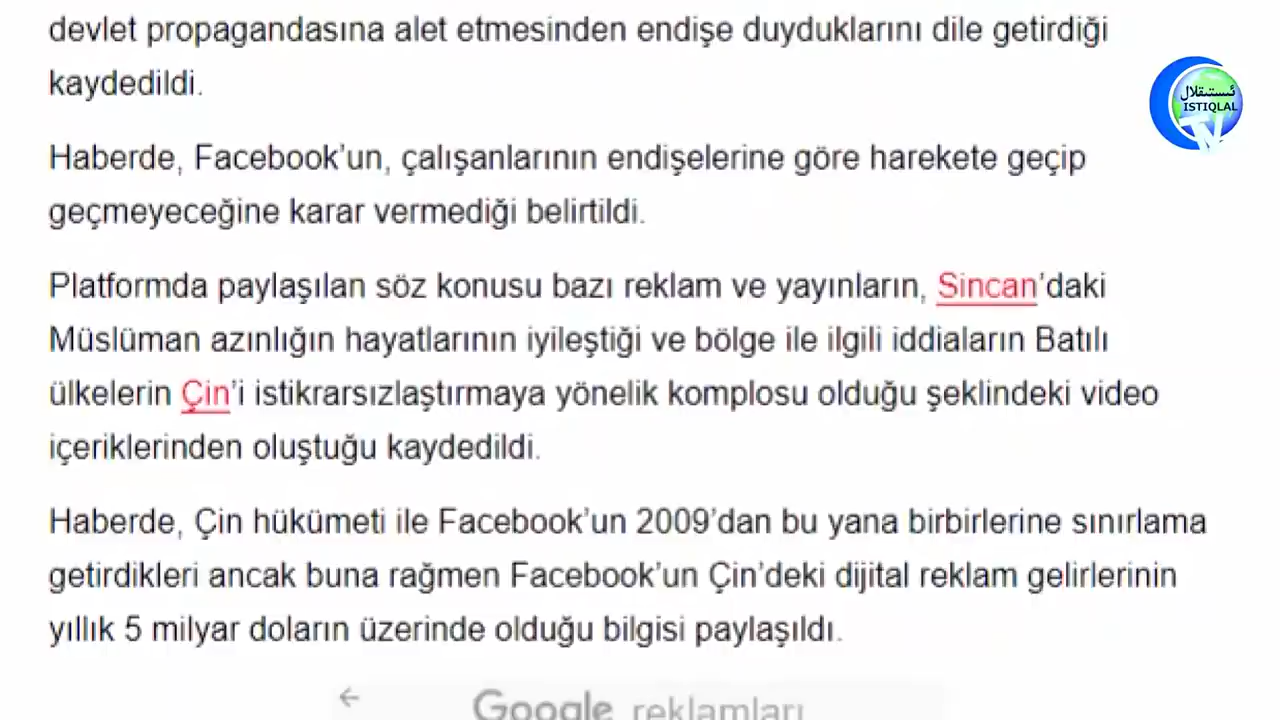 devlet propagandasına alet etmesinden endişe duyduklarını dile getirdiği
kaydedildi.
ئىستىقلال
ISTIQLAL
TV
Haberde, Facebook’un, çalışanlarının endişelerine göre harekete geçip
geçmeyeceğine karar vermediği belirtildi.
Platformda paylaşılan söz konusu bazı reklam ve yayınların, Sincan’daki
Müslüman azınlığın hayatlarının iyileştiği ve bölge ile ilgili iddiaların Batılı
ülkelerin Çin’i istikrarsızlaştırmaya yönelik komplosu olduğu şeklindeki video
içeriklerinden oluştuğu kaydedildi.
Haberde, Çin hükümeti ile Facebook’un 2009’dan bu yana birbirlerine sınırlama
getirdikleri ancak buna rağmen Facebook’un Çin’deki dijital reklam gelirlerinin
yıllık 5 milyar doların üzerinde olduğu bilgisi paylaşıldı.
Google reklamları